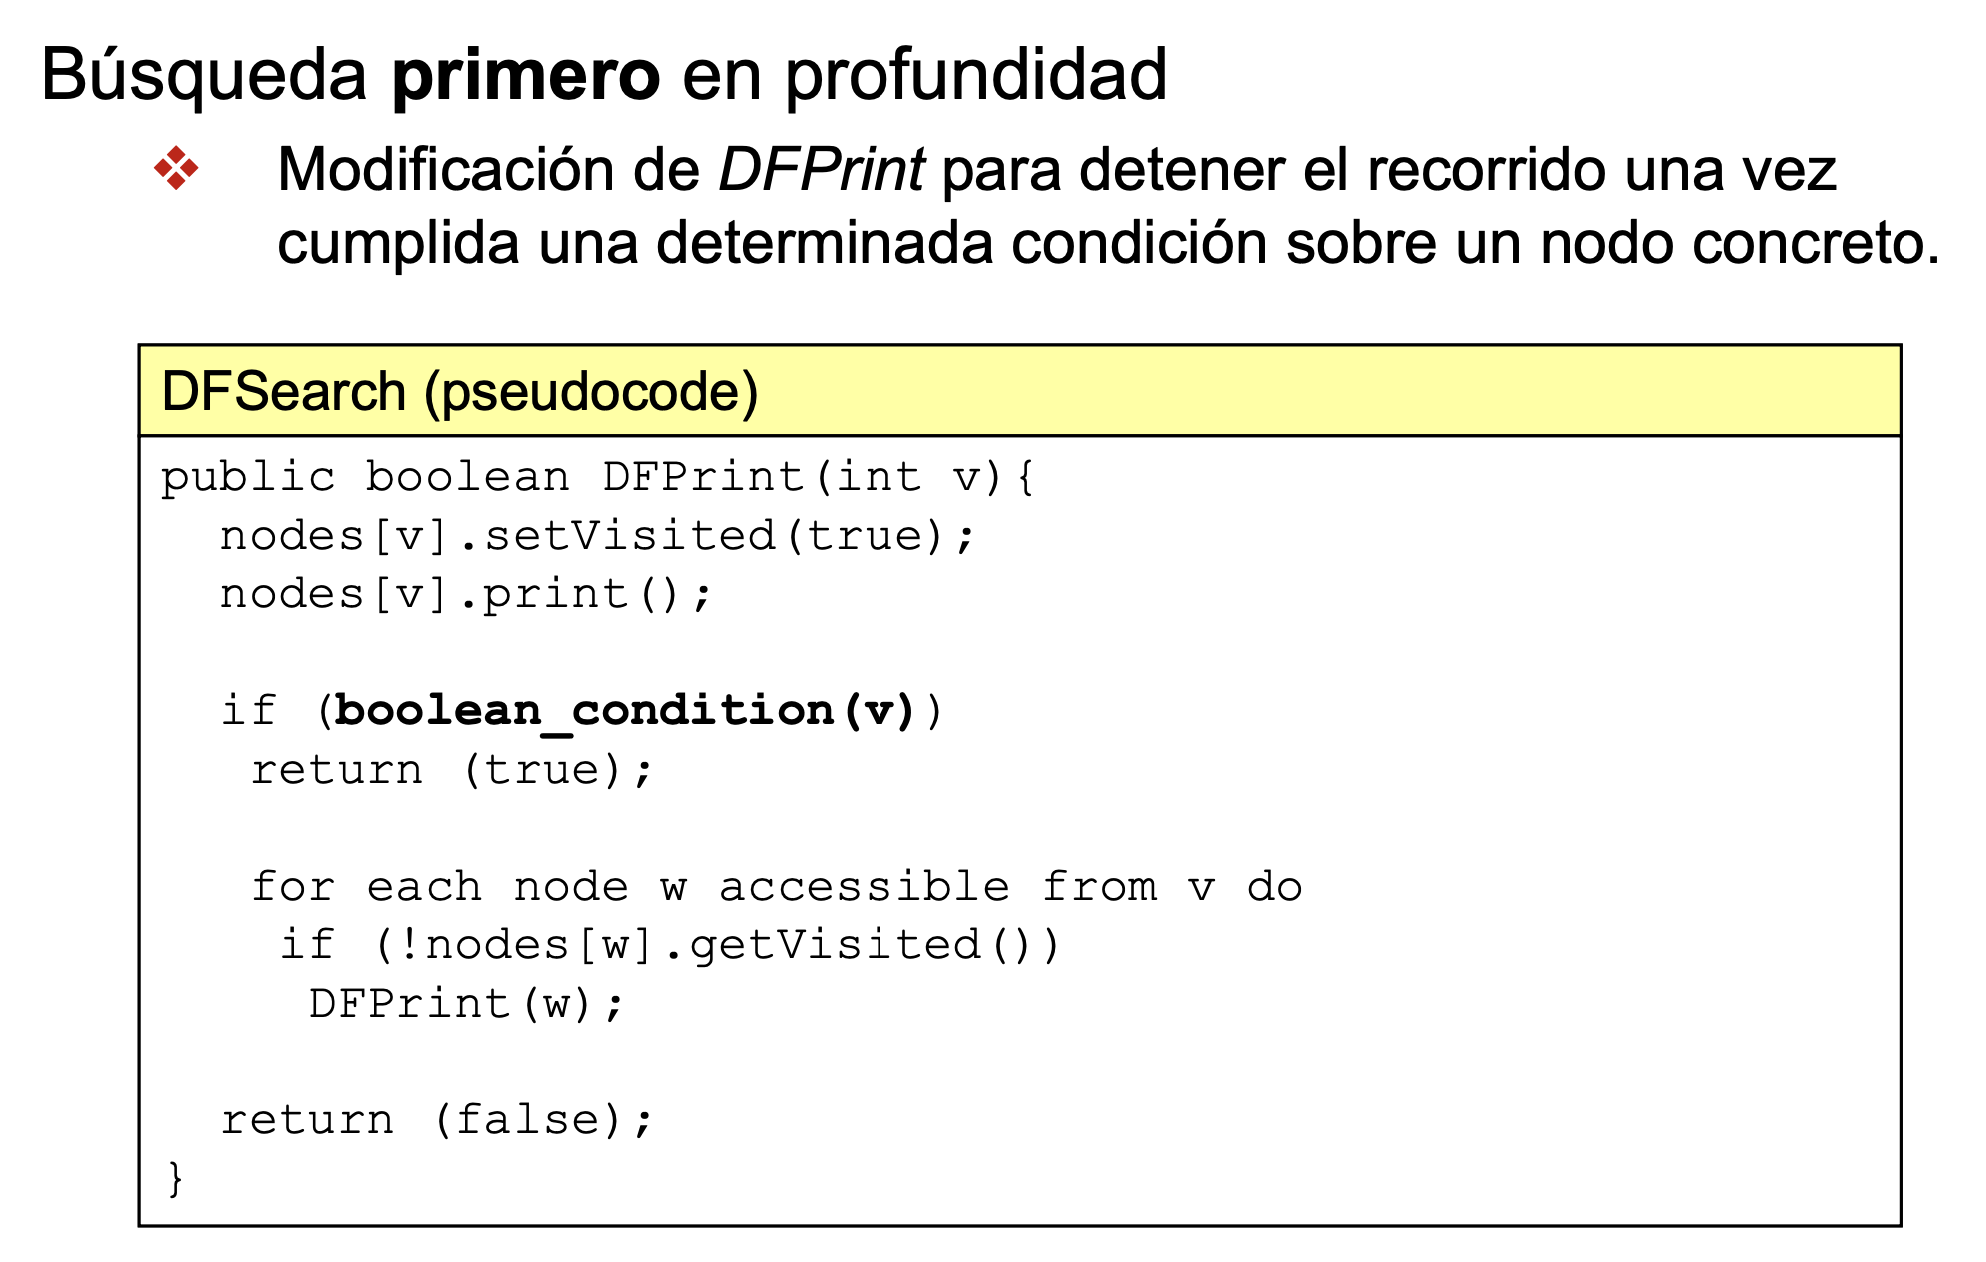 Búsqueda primero en profundidad
Modificación de DFPrint para detener el recorrido una vez
cumplida una determinada condición sobre un nodo concreto.
DFSearch (pseudocode)
public boolean DFPrint(int v){
nodes[v].setVisited(true);
nodes[v].print();
if (boolean_condition(v))
return (true);
for each node w accessible from v do
if (!nodes[w].getVisited())
DFPrint(w);
return (false);
}